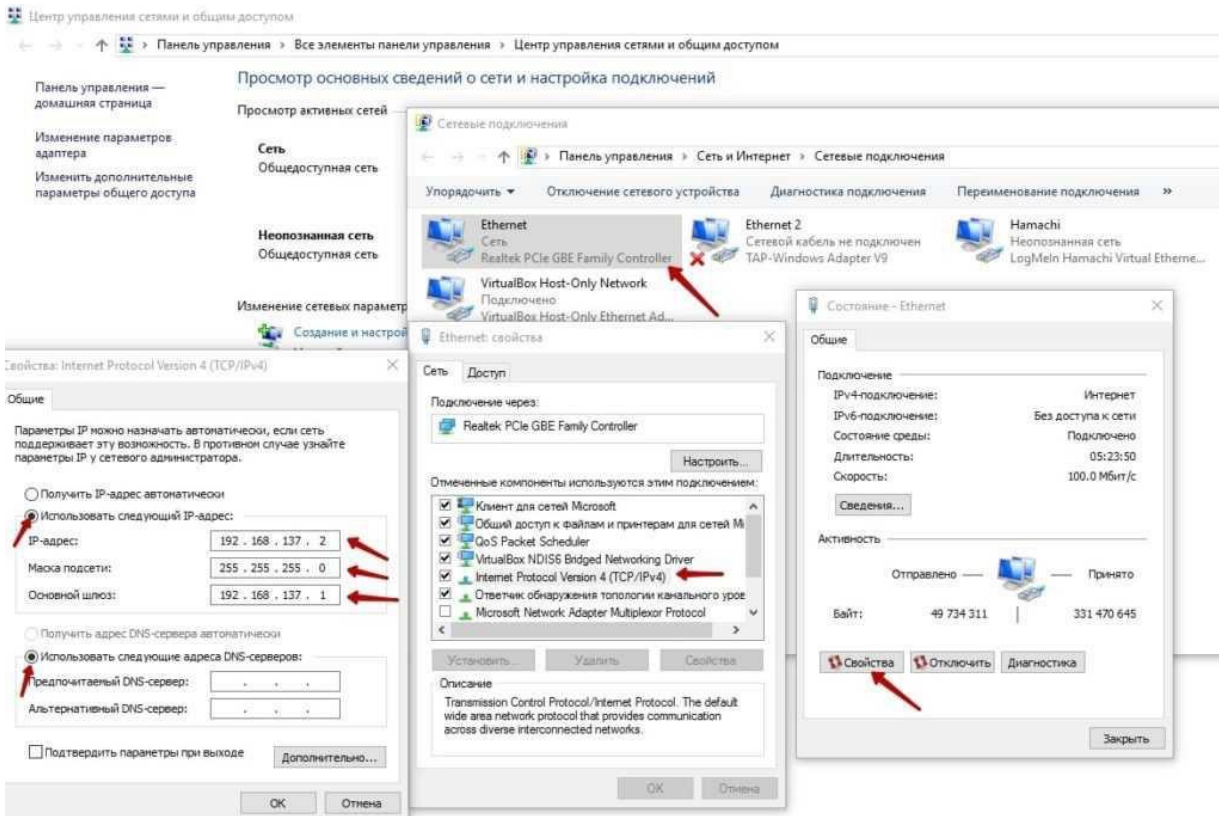 Центр управления сетями и общим доступом
Панель управления › Все элементы панели управления › Центр управления сетями и общим доступом
Панель управления —
домашняя страница
Изменение параметров
адаптера
Изменить дополнительные
параметры общего доступа
Просмотр основных сведений о сети и настройка подключений
Просмотр активных сетей
Сеть
Общедоступная сеть
Неопознанная сеть
Общедоступная сеть
Изменение сетевых параметр
Создание и настрой
Сетевые подключения
Панель управления › Сеть и Интернет › Сетевые подключения
Упорядочить Отключение сетевого устройства Диагностика подключения Переименование подключения »
Ethernet
Сеть
Realtek PCIe GBE Family Controller
Ethernet 2
Сетевой кабель не подключен
TAP-Windows Adapter V9
Hamachi
Неопознанная сеть
LogMeIn Hamachi Virtual Etherne...
VirtualBox Host-Only Network
Подключено
VirtualBox Host-Only Ethernet Ad...
Свойства: Internet Protocol Version 4 (TCP/IPv4)
Общие
Параметры IP можно назначать автоматически, если сеть
поддерживает эту возможность. В противном случае узнайте
параметры IP у сетевого администратора.
Получить IP-адрес автоматически
Использовать следующий IP-адрес:
IP-адрес: 192 . 168 . 137 . 2
Маска подсети: 255 . 255 . 255 . 0
Основной шлюз: 192 . 168 . 137 . 1
Получить адрес DNS-сервера автоматически
Использовать следующие адреса DNS-серверов:
Предпочитаемый DNS-сервер: . . .
Альтернативный DNS-сервер: . . .
Подтвердить параметры при выходе
Дополнительно...
OK Отмена
Ethernet: свойства
Сеть Доступ
Подключение через:
Realtek PCIe GBE Family Controller
Настроить...
Отмеченные компоненты используются этим подключением:
Клиент для сетей Microsoft
Общий доступ к файлам и принтерам для сетей Mi
QoS Packet Scheduler
VirtualBox NDIS6 Bridged Networking Driver
Internet Protocol Version 4 (TCP/IPv4)
Ответчик обнаружения топологии канального уров
Microsoft Network Adapter Multiplexor Protocol
Установить... Удалить Свойства
Описание
Transmission Control Protocol/Internet Protocol. The default
wide area network protocol that provides communication
across diverse interconnected networks.
OK Отмена
Состояние - Ethernet
Общие
Подключение
IPv4-подключение: Интернет
IPv6-подключение: Без доступа к сети
Состояние среды: Подключено
Длительность: 05:23:50
Скорость: 100.0 Мбит/с
Сведения...
Активность
Отправлено — — Принято
Байт: 49 734 311 | 331 470 645
Свойства Отключить Диагностика
Закрыть